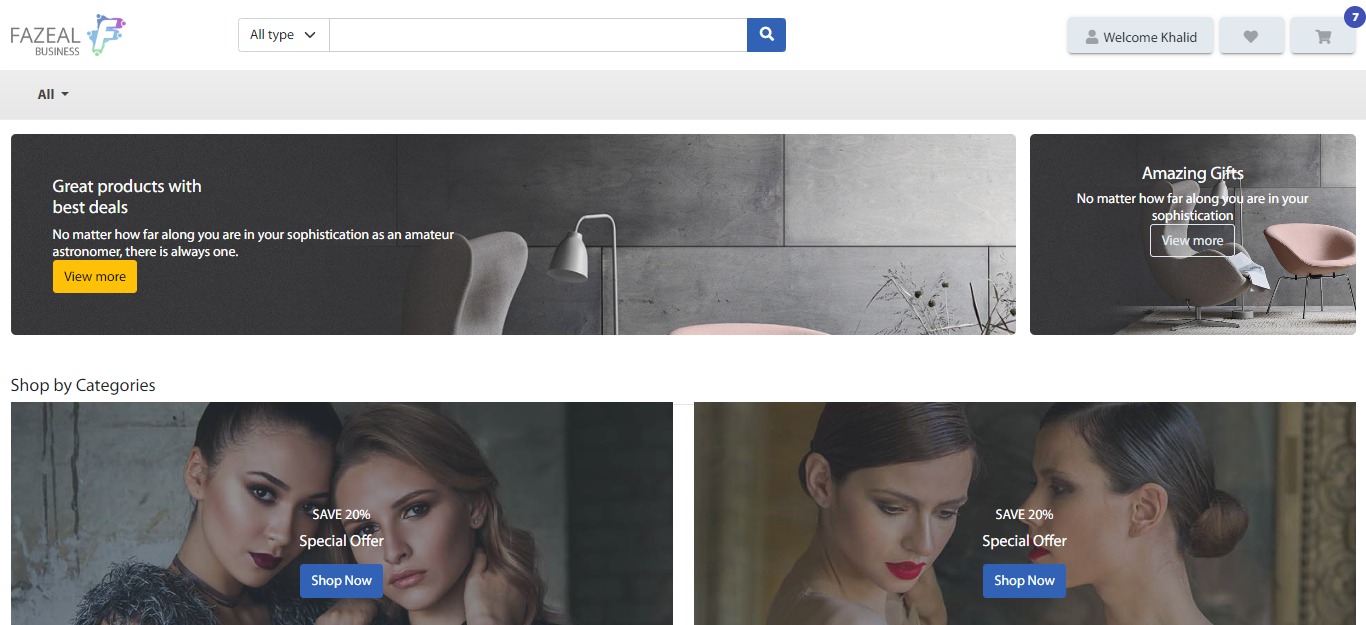 FAZEAL
BUSINESS
All type
Welcome Khalid
7
All
Great products with
best deals
No matter how far along you are in your sophistication as an amateur
astronomer, there is always one.
View more
Amazing Gifts
No matter how far along you are in your
sophistication
View more
Shop by Categories
SAVE 20%
Special Offer
Shop Now
SAVE 20%
Special Offer
Shop Now